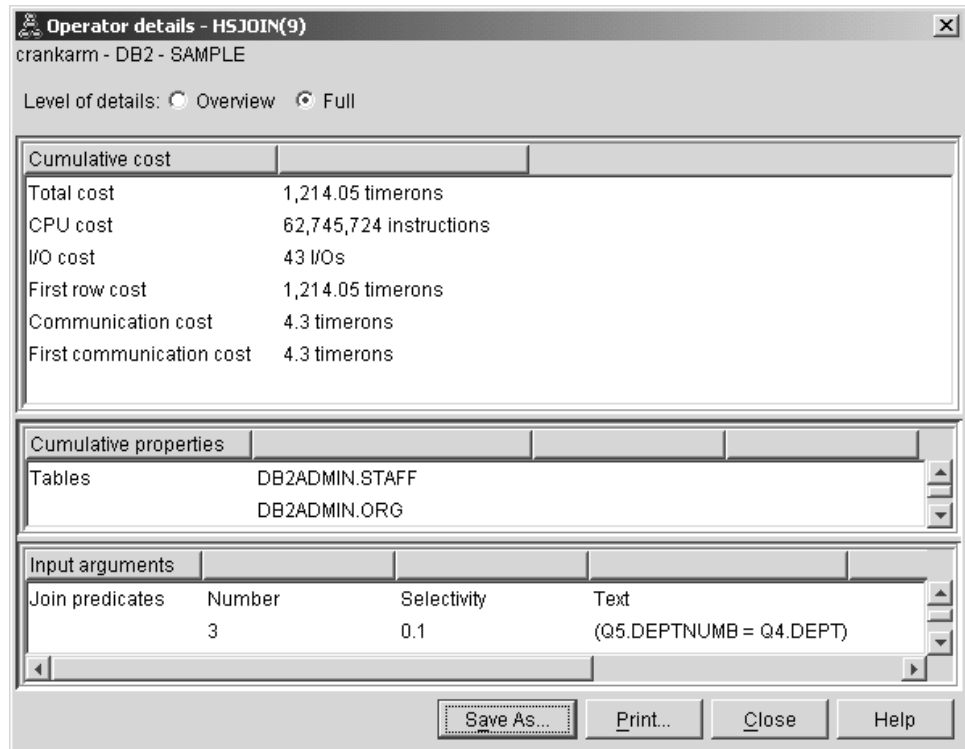 Operator details - HSJOIN(9)
crankarm - DB2 - SAMPLE
Level of details: Overview Full
Cumulative cost
Total cost 1,214.05 timerons
CPU cost 62,745,724 instructions
I/O cost 43 I/Os
First row cost 1,214.05 timerons
Communication cost 4.3 timerons
First communication cost 4.3 timerons
Cumulative properties
Tables DB2ADMIN.STAFF
DB2ADMIN.ORG
Input arguments
Join predicates Number Selectivity Text
3 0.1 (Q5.DEPTNUMB = Q4.DEPT)
Save As... Print... Close Help